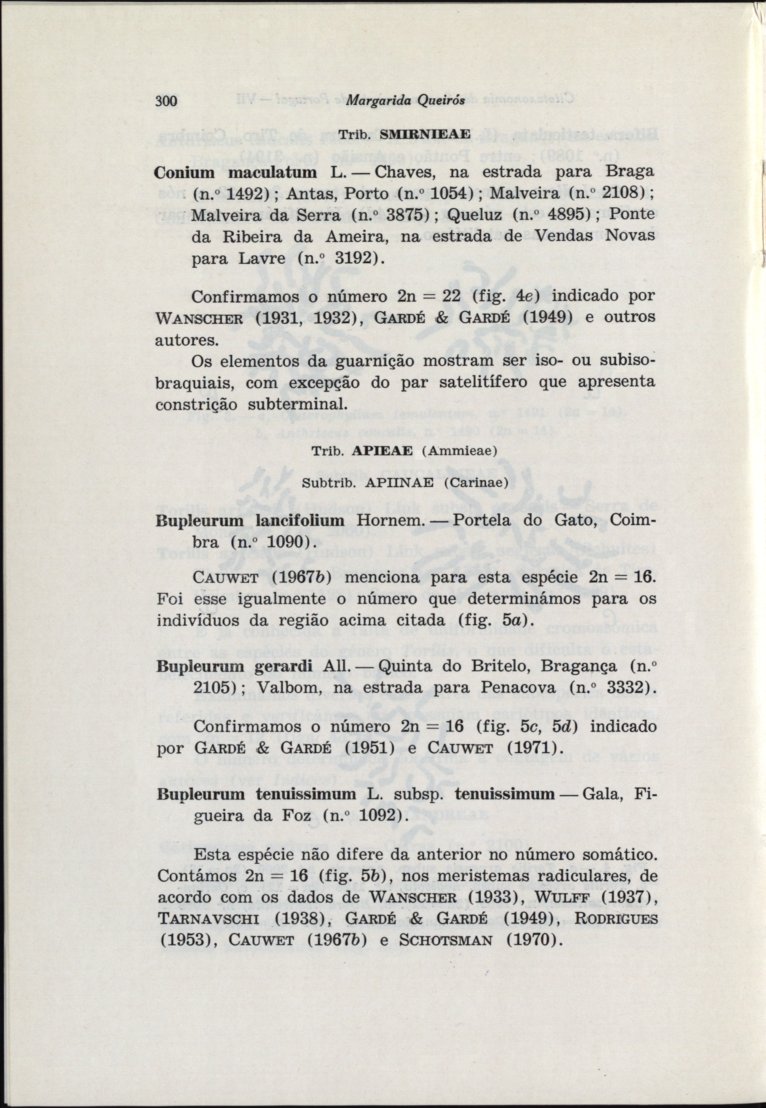 300 Margarida Queirós
Trib. SMIRNIEAE
Conium maculatum L. — Chaves, na estrada para Braga
(n.º 1492) ; Antas, Porto (n.º 1054) ; Malveira (n.º 2108) ;
Malveira da Serra (n.º 3875) ; Queluz (n.º 4895) ; Ponte
da Ribeira da Ameira, na estrada de Vendas Novas
para Lavre (n.º 3192).
Confirmamos o número 2n = 22 (fig. 4e) indicado por
WANSCHER (1931, 1932), GARDÉ & GARDÉ (1949) e outros
autores.
Os elementos da guarnição mostram ser iso- ou subiso-
braquiais, com excepção do par satelitífero que apresenta
constrição subterminal.
Trib. APIEAE (Ammieae)
Subtrib. APIINAE (Carinae)
Bupleurum lancifolium Hornem. — Portela do Gato, Coim-
bra (n.º 1090).
CAUWET (1967b) menciona para esta espécie 2n = 16.
Foi esse igualmente o número que determinámos para os
indivíduos da região acima citada (fig. 5a).
Bupleurum gerardi All. — Quinta do Britelo, Bragança (n.º
2105) ; Valbom, na estrada para Penacova (n.º 3332).
Confirmamos o número 2n = 16 (fig. 5c, 5d) indicado
por GARDÉ & GARDÉ (1951) e CAUWET (1971).
Bupleurum tenuissimum L. subsp. tenuissimum — Gala, Fi-
gueira da Foz (n.º 1092).
Esta espécie não difere da anterior no número somático.
Contámos 2n = 16 (fig. 5b), nos meristemas radiculares, de
acordo com os dados de WANSCHER (1933), WULFF (1937),
TARNAVSCHI (1938), GARDÉ & GARDÉ (1949), RODRIGUES
(1953), CAUWET (1967b) e SCHOTSMAN (1970).